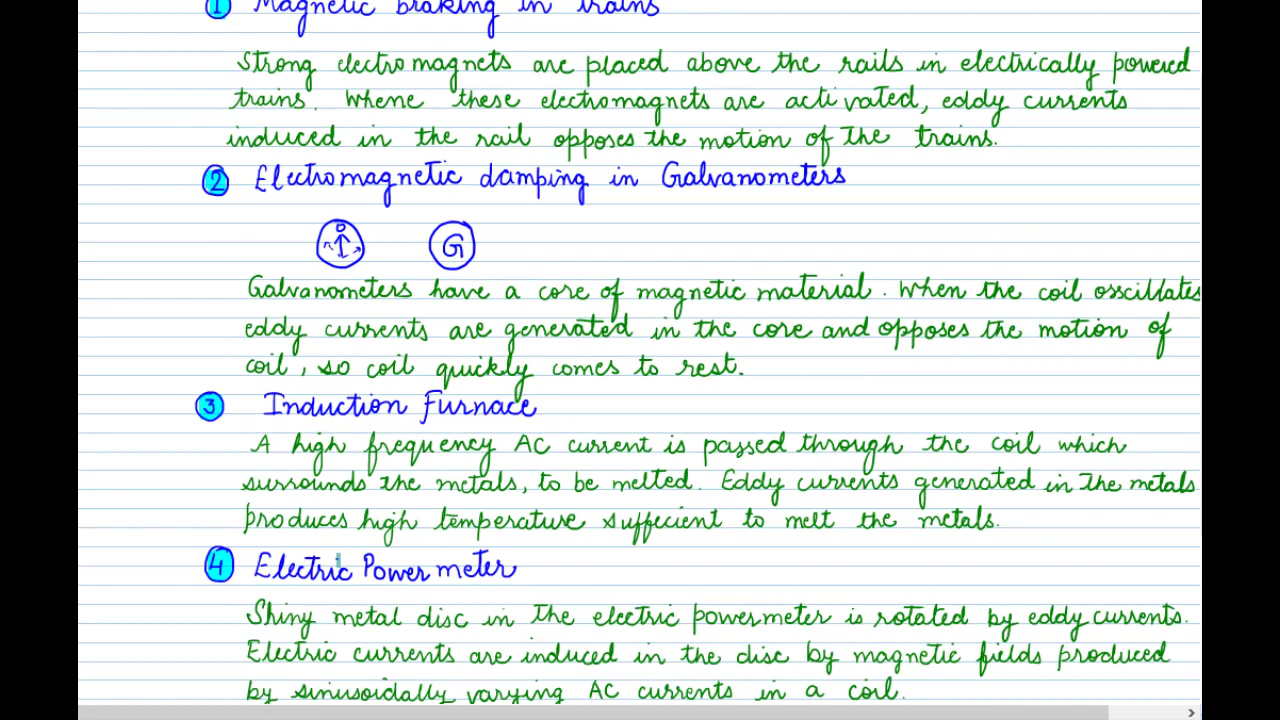 1 Magnetic braking in trains
Strong electromagnets are placed above the rails in electrically powered
trains. Whene these electromagnets are activated, eddy currents
induced in the rail opposes the motion of the trains.
2 Electromagnetic damping in Galvanometers
G
Galvanometers have a core of magnetic material. When the coil osscillates
eddy currents are generated in the core and opposes the motion of
coil, so coil quickly comes to rest.
3 Induction Furnace
A high frequency AC current is passed through the coil which
surrounds the metals, to be melted. Eddy currents generated in the metals
produces high temperature suffecient to melt the metals.
4 Electric Power meter
Shiny metal disc in the electric powermeter is rotated by eddy currents.
Electric currents are induced in the disc by magnetic fields produced
by sinusoidally varying AC currents in a coil.